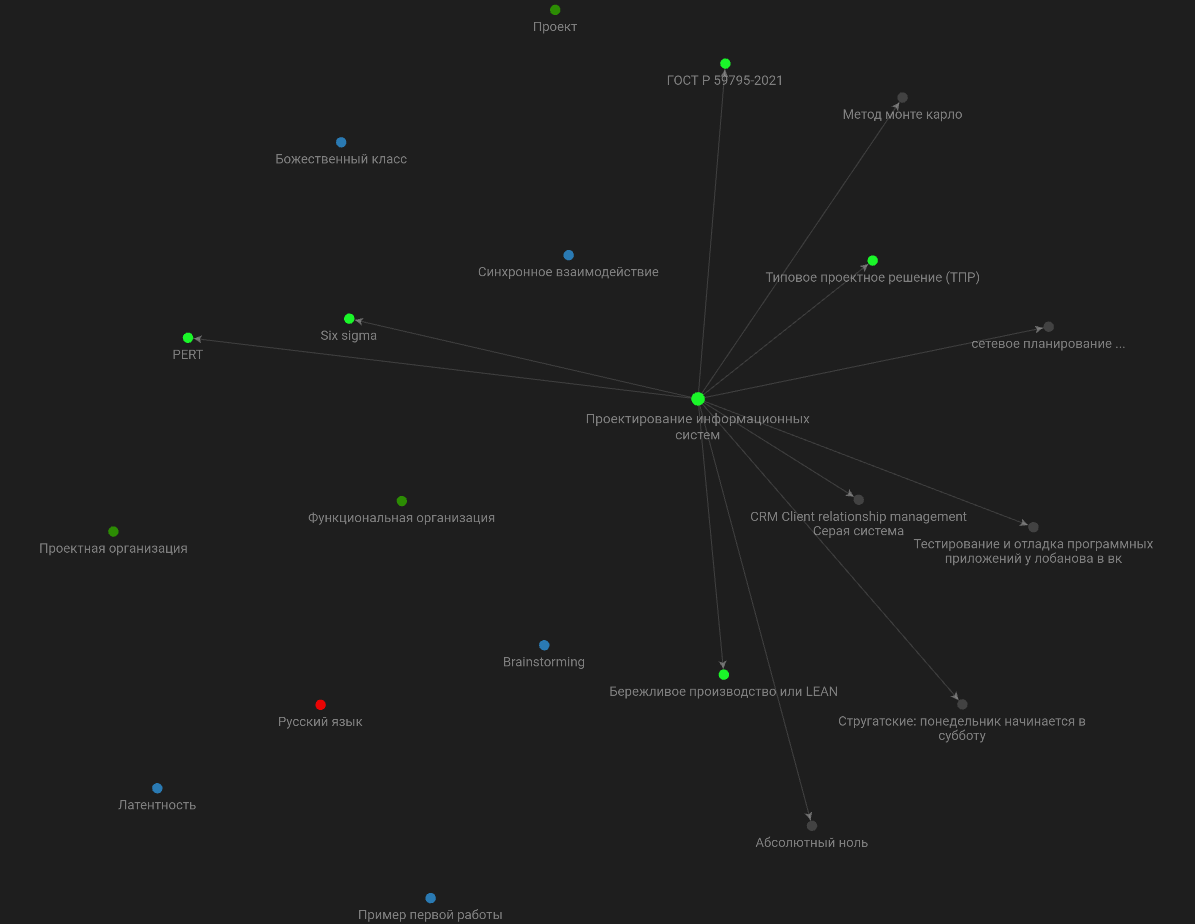 Проект
ГОСТ Р 59795-2021
Метод монте карло
Божественный класс
Синхронное взаимодействие
Типовое проектное решение (ТПР)
Six sigma
сетевое планирование ...
PERT
Проектирование информационных
систем
CRM Client relationship management
Серая система
Функциональная организация
Тестирование и отладка программных
приложений у лобанова в вк
Проектная организация
Brainstorming
Бережливое производство или LEAN
Русский язык
Стругатские: понедельник начинается в
субботу
Латентность
Абсолютный ноль
Пример первой работы